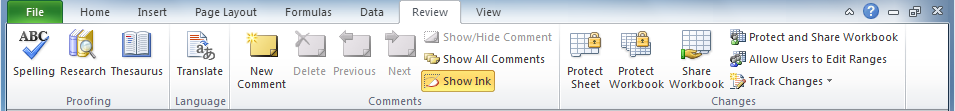 File Home Insert Page Layout Formulas Data Review View
ABC
Spelling
Research
Thesaurus
Proofing
Translate
Language
New
Comment
Delete
Previous
Next
Show/Hide Comment
Show All Comments
Show Ink
Comments
Protect
Sheet
Protect
Workbook
Share
Workbook
Protect and Share Workbook
Allow Users to Edit Ranges
Track Changes
Changes